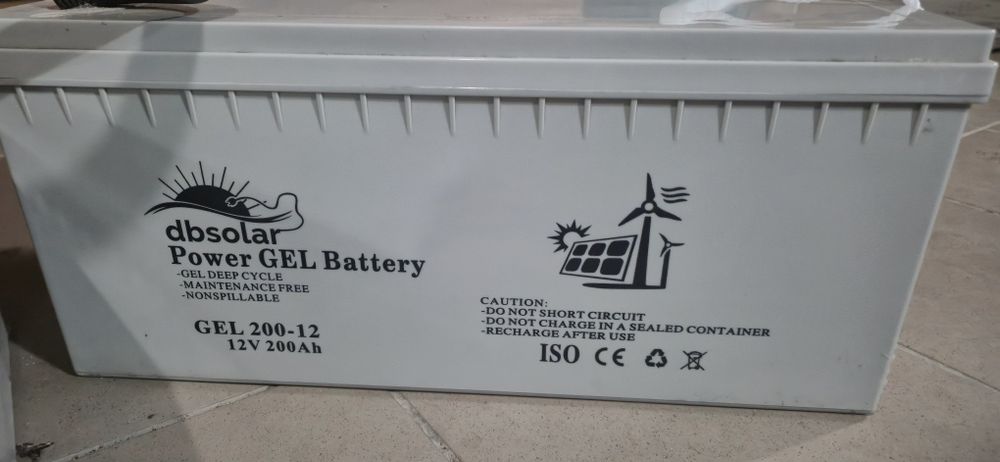 dbsolar
Power GEL Battery
-GEL DEEP CYCLE
-MAINTENANCE FREE
-NONSPILLABLE
GEL 200-12
12V 200Ah
CAUTION:
-DO NOT SHORT CIRCUIT
-DO NOT CHARGE IN A SEALED CONTAINER
-RECHARGE AFTER USE
ISO CE